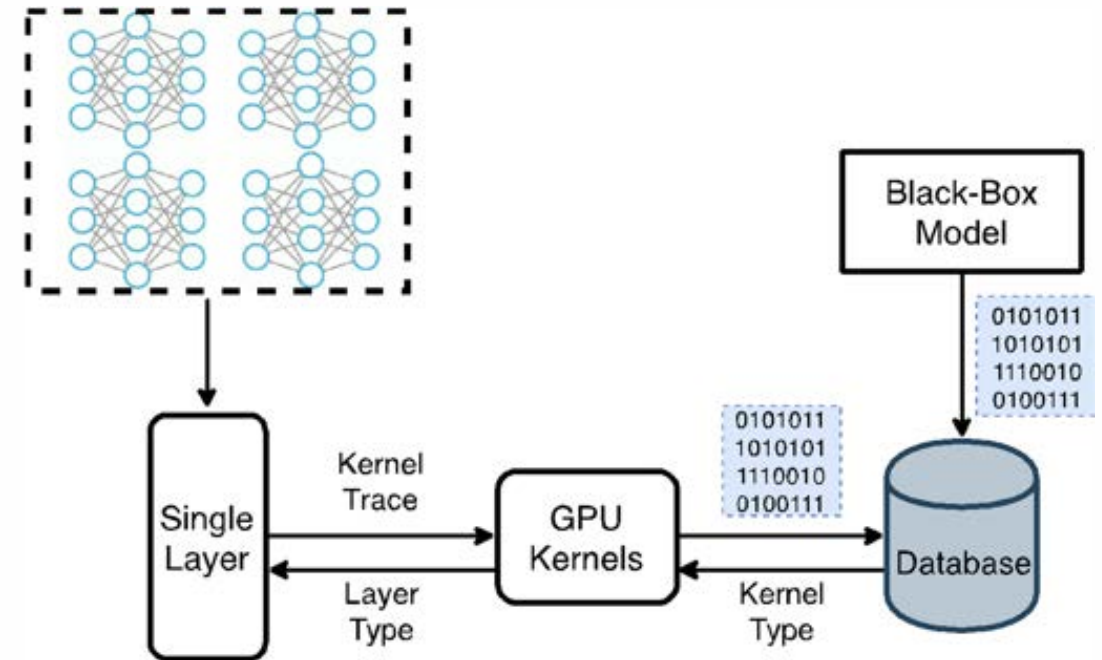 Black-Box
Model
0101011
1010101
1110010
0100111
Kernel
Trace
0101011
1010101
1110010
0100111
Single
Layer
GPU
Kernels
Database
Layer
Type
Kernel
Type